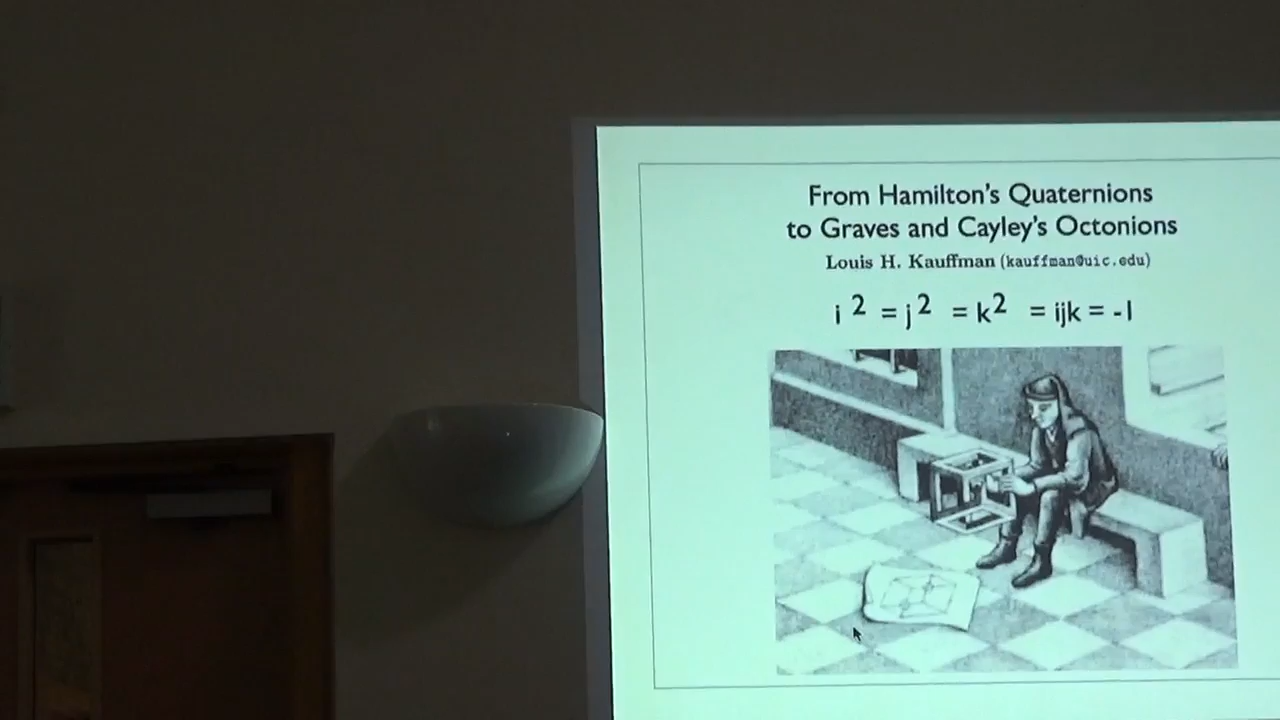 From Hamilton's Quaternions
to Graves and Cayley's Octonions
Louis H. Kauffman (kauffman@uic.edu)
i² = j² = k² = ijk = -1